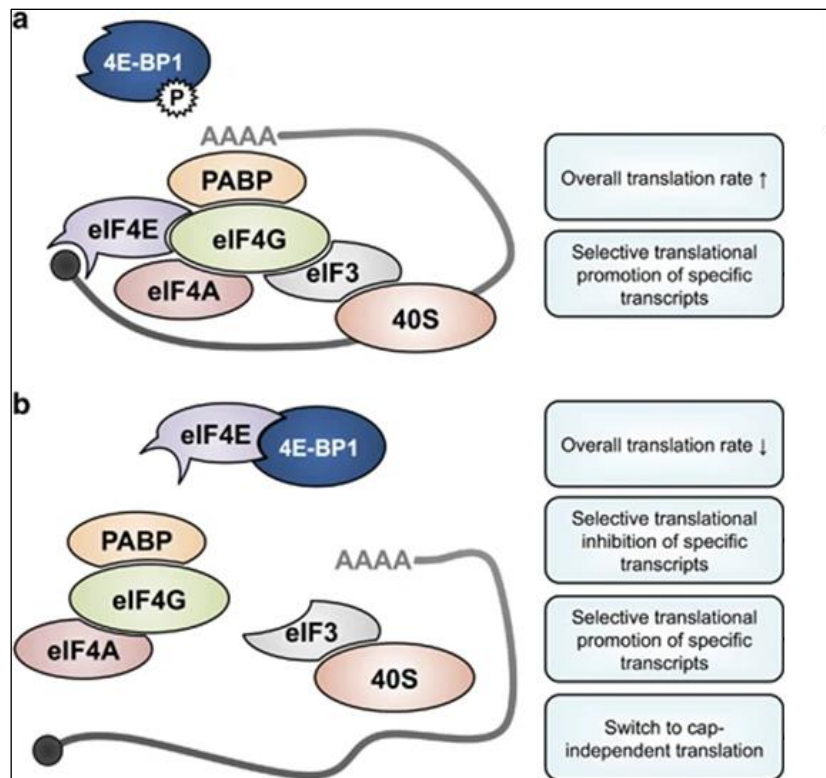 a
4E-BP1
P
AAAA
PABP
eIF4E
eIF4G
eIF3
eIF4A
40S
Overall translation rate ↑
Selective translational
promotion of specific
transcripts
b
eIF4E
4E-BP1
PABP
AAAA
eIF4G
eIF3
eIF4A
40S
Overall translation rate ↓
Selective translational
inhibition of specific
transcripts
Selective translational
promotion of specific
transcripts
Switch to cap-
independent translation